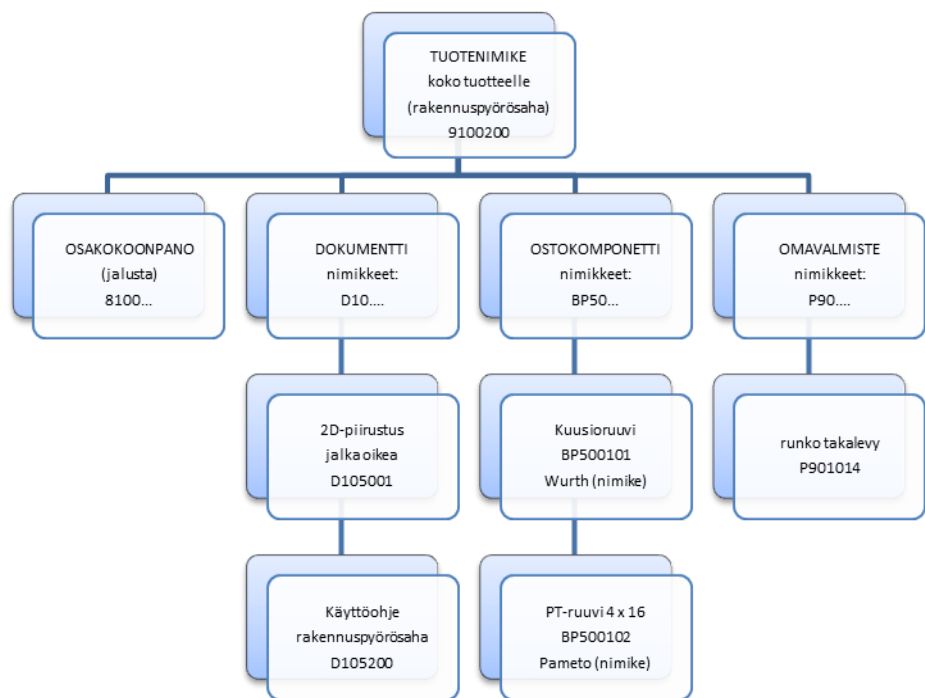 TUOTENIMIKE
koko tuotteelle
(rakennuspyörösaha)
9100200
OSAKOKOONPANO
(jalusta)
8100...
DOKUMENTTI
nimikkeet:
D10....
OSTOKOMPONETTI
nimikkeet:
BP50...
OMAVALMISTE
nimikkeet:
P90....
2D-piirustus
jalka oikea
D105001
Kuusioruuvi
BP500101
Wurth (nimike)
runko takalevy
P901014
Käyttöohje
rakennuspyörösaha
D105200
PT-ruuvi 4 x 16
BP500102
Pameto (nimike)